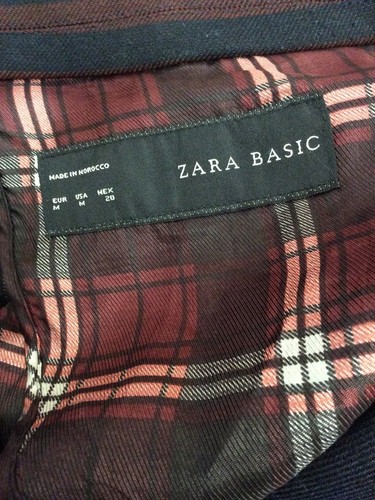 ZARA BASIC
MADE IN MOROCCO
EUR USA MEX
M M 28